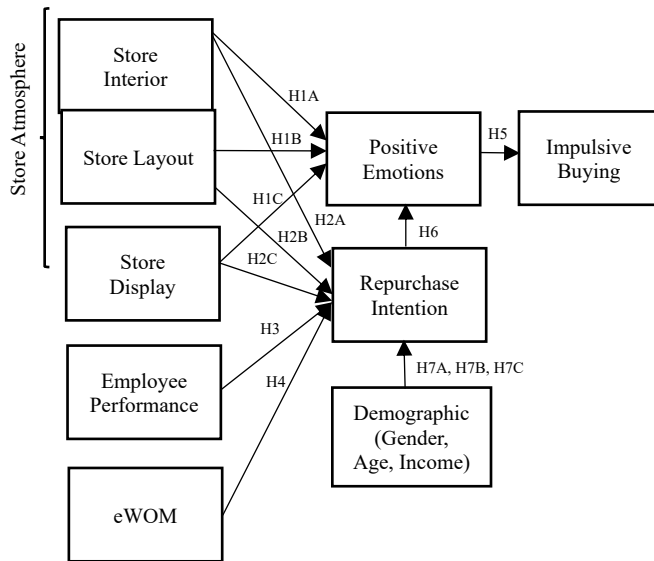 Store Atmosphere
Store
Interior
Store Layout
Store
Display
Employee
Performance
eWOM
H1A
H1B
H1C
H2A
H2B
H2C
H3
H4
Positive
Emotions
H5
Impulsive
Buying
H6
Repurchase
Intention
H7A, H7B, H7C
Demographic
(Gender,
Age, Income)